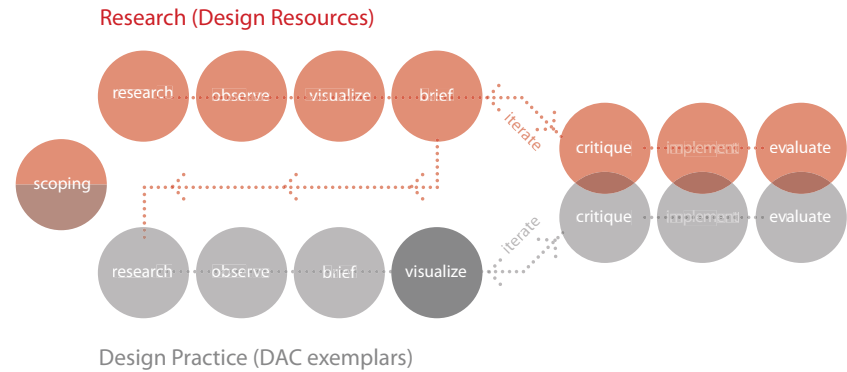 Research (Design Resources)
research observe visualize brief
iterate
critique implement evaluate
scoping
critique implement evaluate
iterate
research observe brief visualize
Design Practice (DAC exemplars)